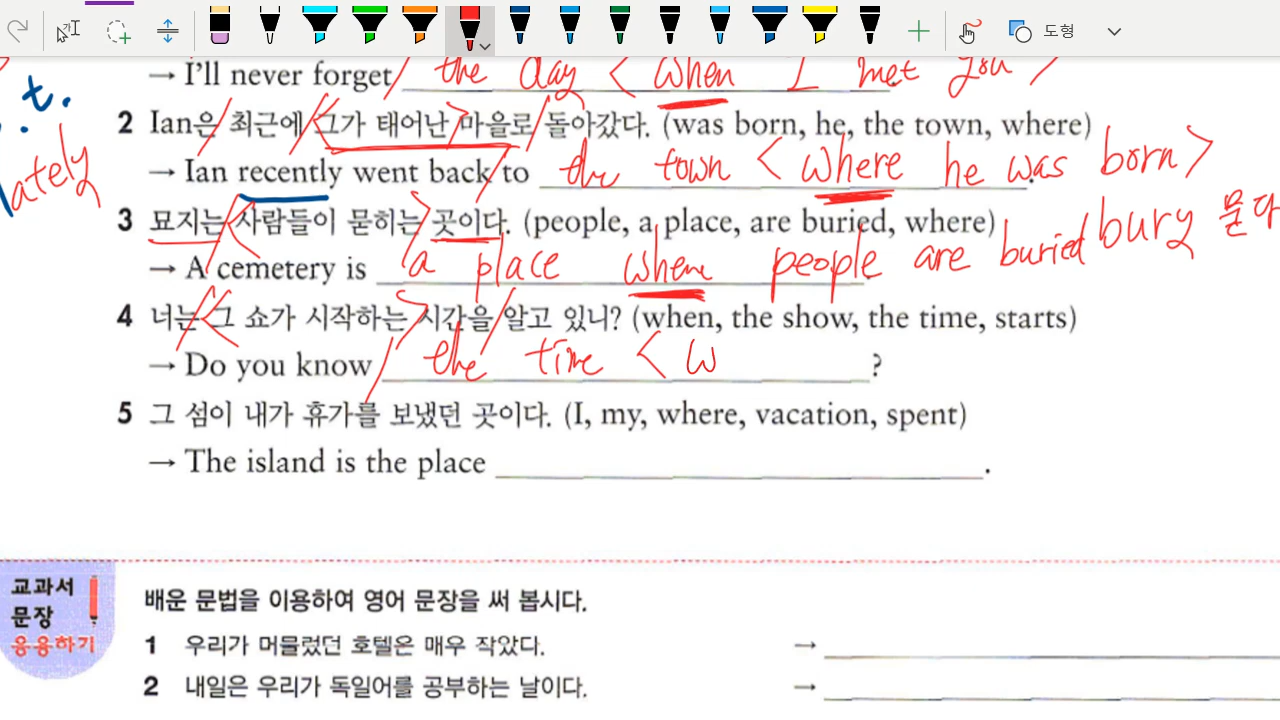 도형
→ I'll never forget the day < when I met you >
t.
2 Ian은 최근에 그가 태어난 마을로 돌아갔다. (was born, he, the town, where)
lately
→ Ian recently went back to the town < where he was born > .
3 묘지는 사람들이 묻히는 곳이다. (people, a place, are buried, where) bury 묻다
→ A cemetery is a place where people are buried .
4 너는 그 쇼가 시작하는 시간을 알고 있니? (when, the show, the time, starts)
→ Do you know the time < w ?
5 그 섬이 내가 휴가를 보냈던 곳이다. (I, my, where, vacation, spent)
→ The island is the place .
교과서
문장
응용하기
배운 문법을 이용하여 영어 문장을 써 봅시다.
1 우리가 머물렀던 호텔은 매우 작았다. →
2 내일은 우리가 독일어를 공부하는 날이다. →